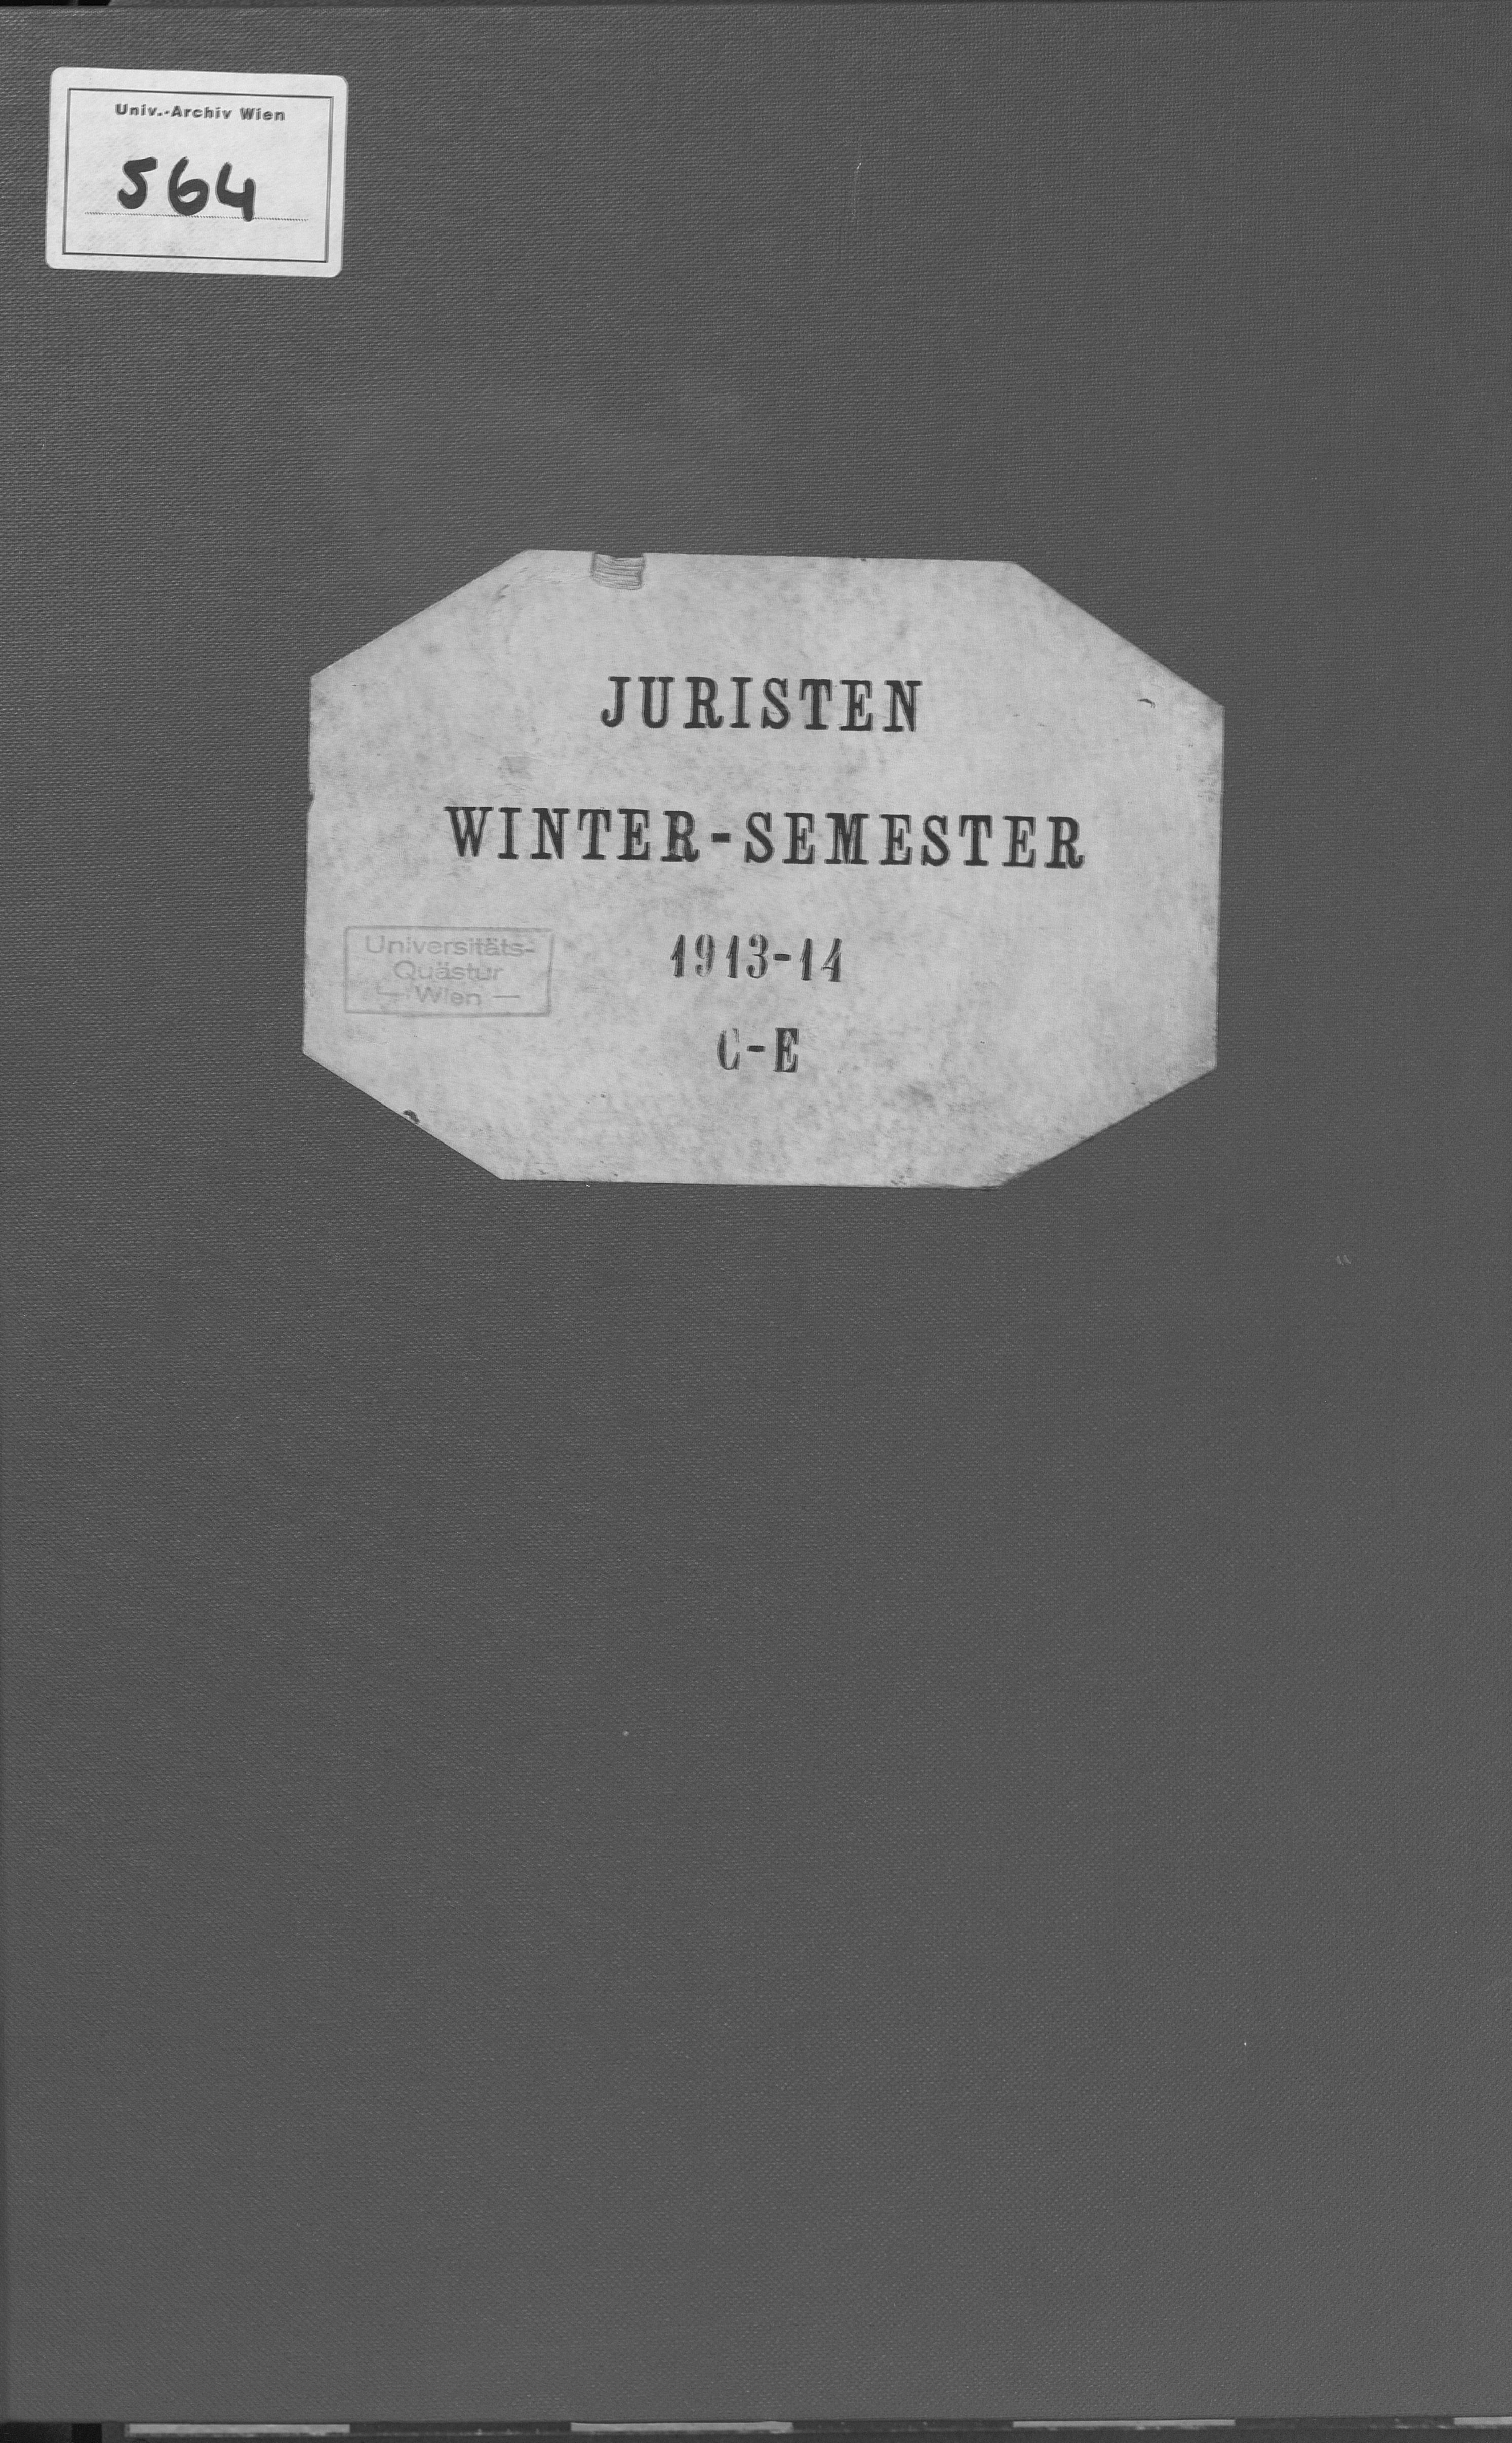 Univ.-Archiv Wien
564
JURISTEN
WINTER-SEMESTER
1913-14
C-E
Universitäts-
Quästur
— Wien —